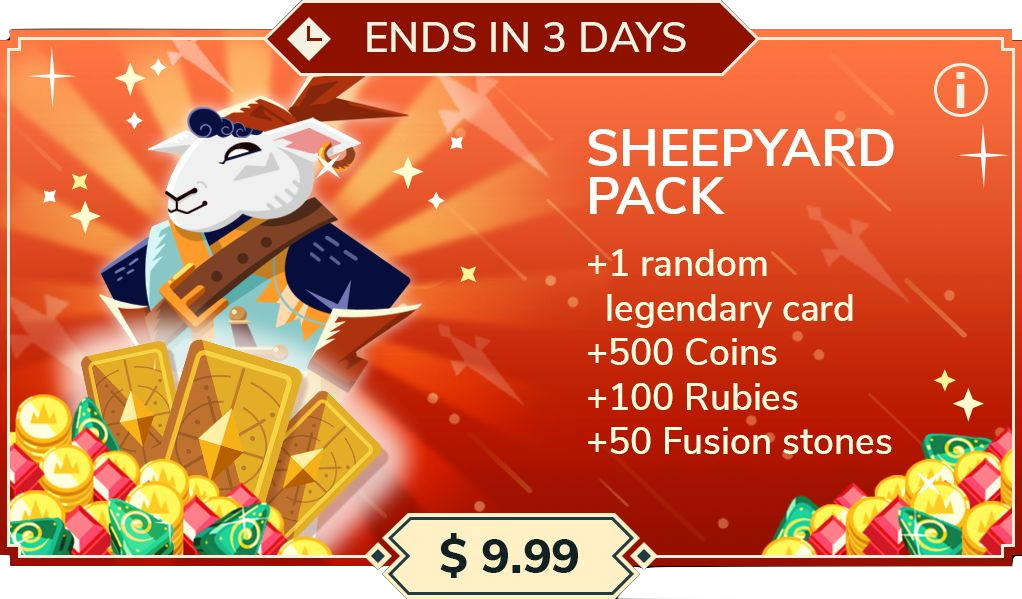 ENDS IN 3 DAYS
i
SHEEPYARD
PACK
+1 random
legendary card
+500 Coins
+100 Rubies
+50 Fusion stones
$ 9.99